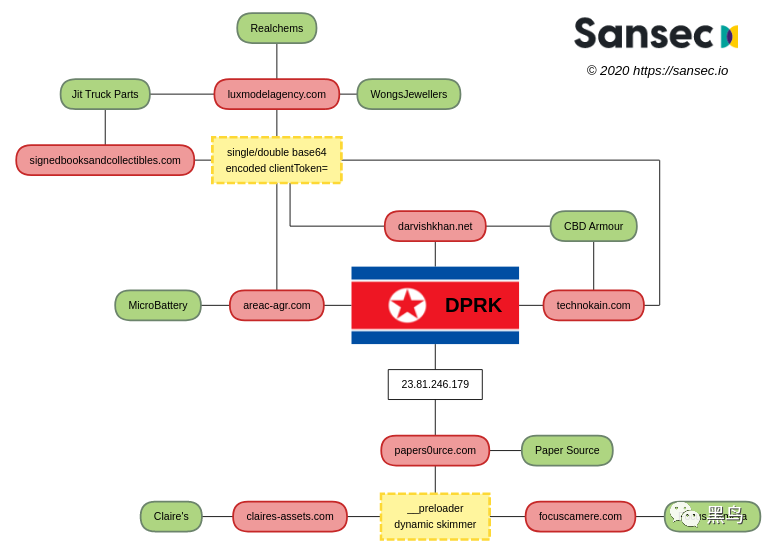 Realchems
Sansec
© 2020 https://sansec.io
Jit Truck Parts
luxmodelagency.com
WongsJewellers
signedbooksandcollectibles.com
single/double base64
encoded clientToken=
darvishkhan.net
CBD Armour
MicroBattery
areac-agr.com
DPRK
technokain.com
23.81.246.179
papers0urce.com
Paper Source
Claire's
claires-assets.com
__preloader
dynamic skimmer
focuscamere.com
黑鸟